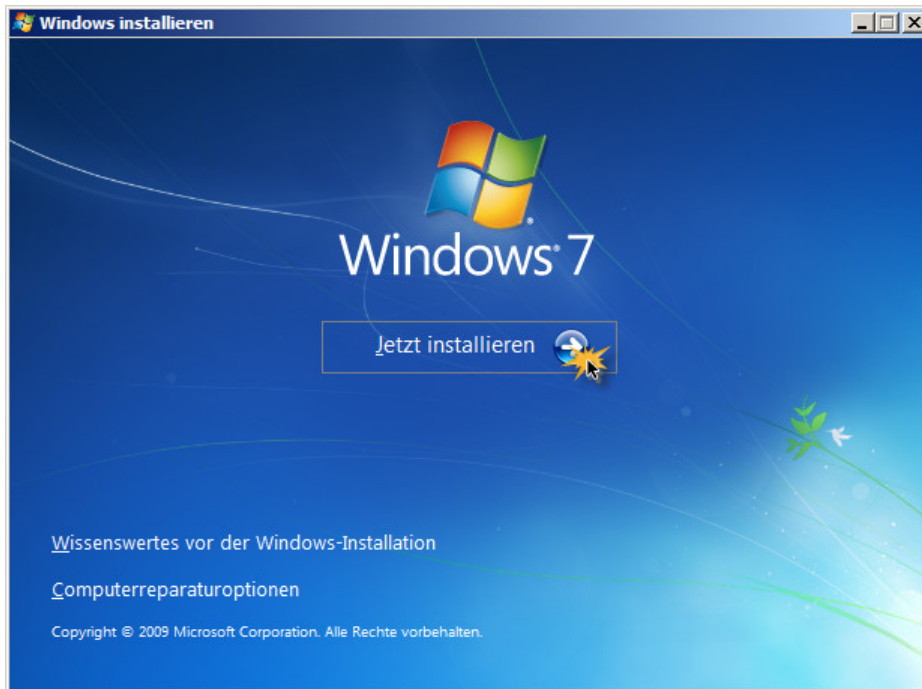 Windows installieren
Windows® 7
Jetzt installieren
Wissenswertes vor der Windows-Installation
Computerreparaturoptionen
Copyright © 2009 Microsoft Corporation. Alle Rechte vorbehalten.